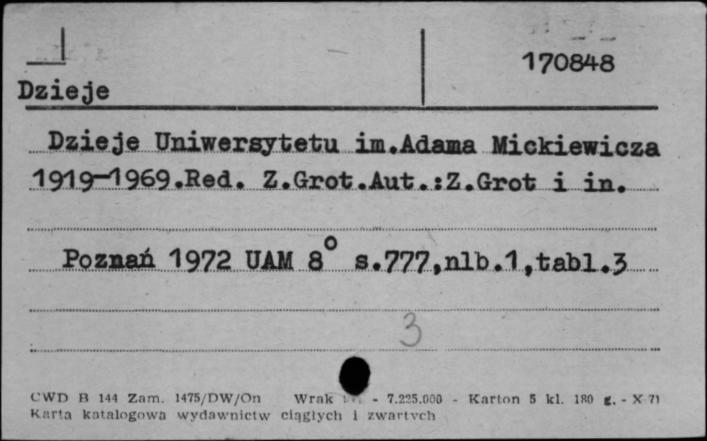 170848
Dzieje
Dzieje Uniwersytetu im.Adama Mickiewicza
1919-1969.Red. Z.Grot.Aut.:Z.Grot i in.
Poznań 1972 UAM 8° s.777,nlb.1,tabl.3
3
CWD B 144 Zam. 1475/DW/On Wrak - 7.225.000 - Karton 5 kl. 180 g. - X 71
Karta katalogowa wydawnictw ciągłych i zwartych